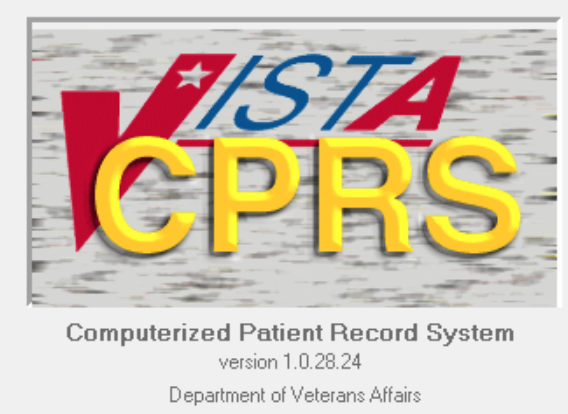 VISTA
CPRS
Computerized Patient Record System
version 1.0.28.24
Department of Veterans Affairs